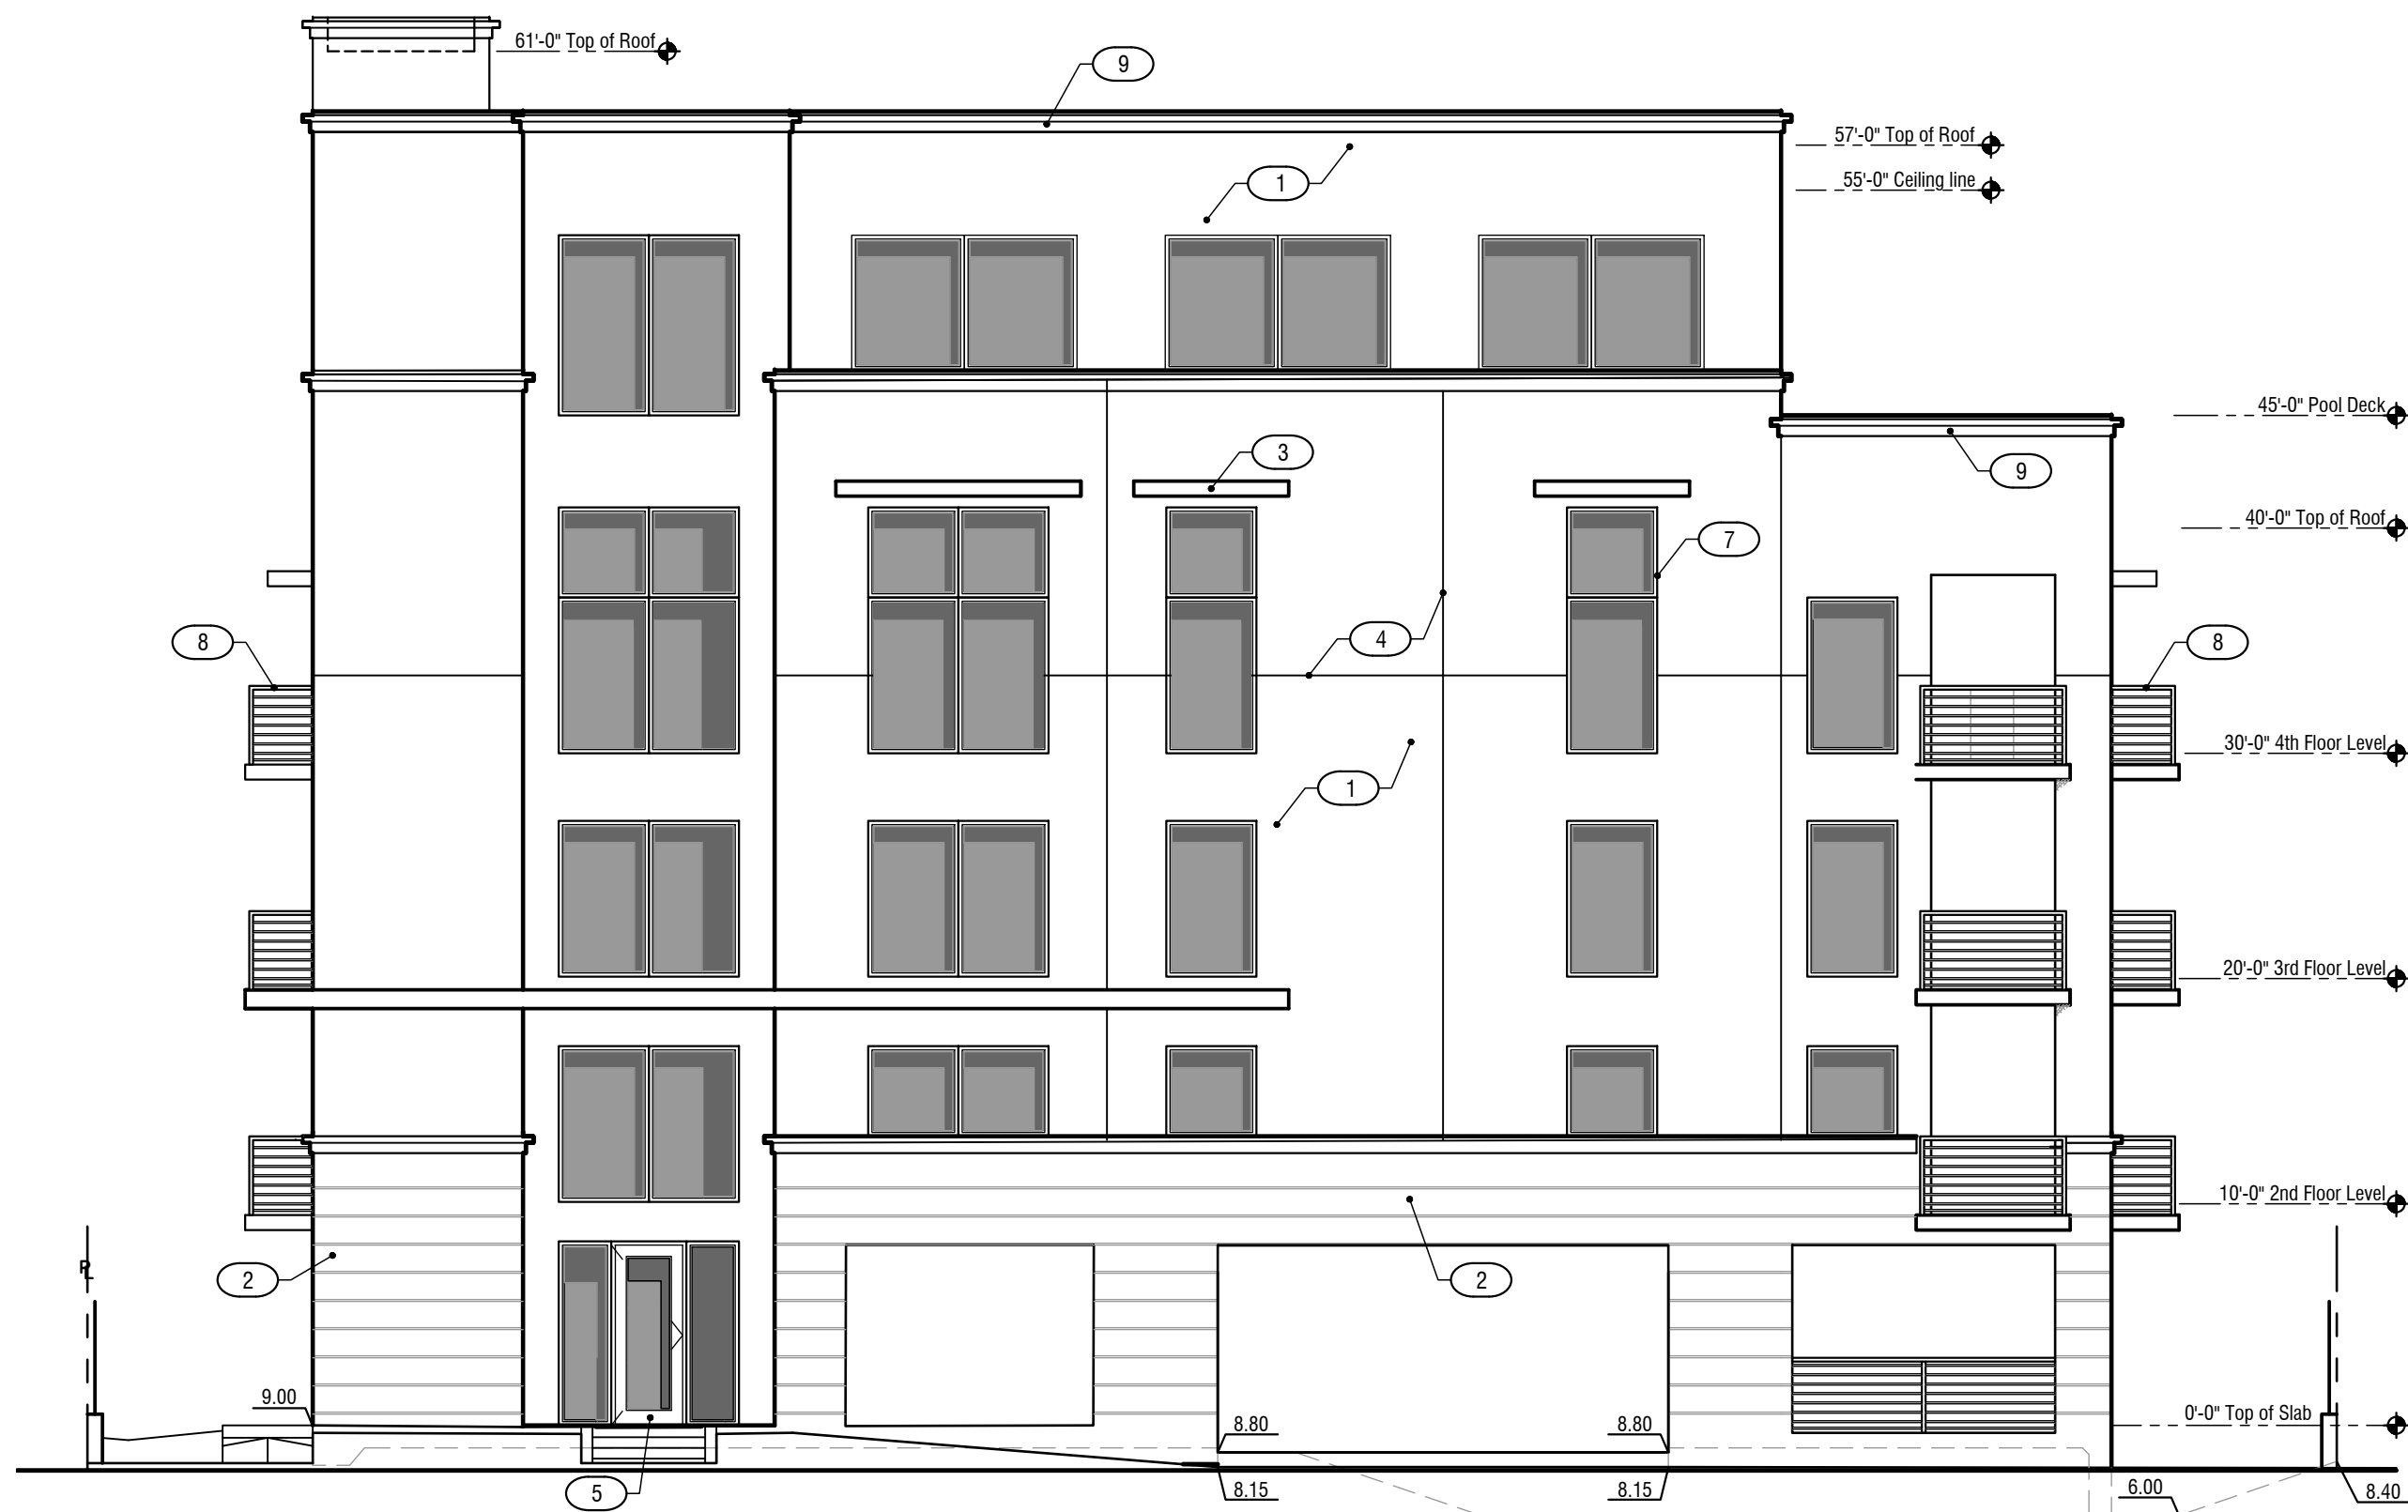 61'-0" Top of Roof
9
57'-0" Top of Roof
1
55'-0" Ceiling line
45'-0" Pool Deck
3
9
40'-0" Top of Roof
7
8
4
8
30'-0" 4th Floor Level
1
20'-0" 3rd Floor Level
10'-0" 2nd Floor Level
PL
2
2
9.00
0'-0" Top of Slab
8.80
8.80
5
8.15
8.15
6.00
8.40